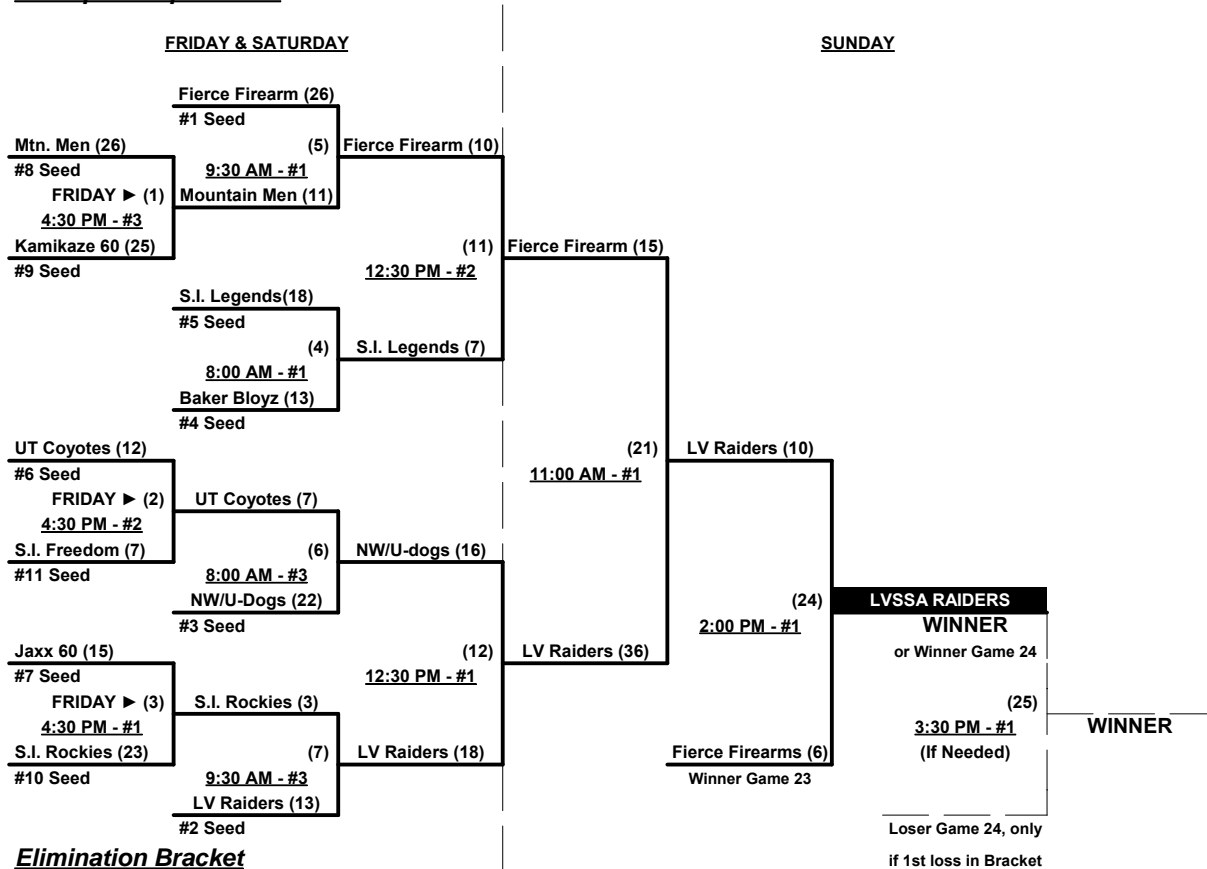 FRIDAY & SATURDAY
SUNDAY
Fierce Firearm (26)
#1 Seed
Mtn. Men (26)
(5)
Fierce Firearm (10)
#8 Seed
9:30 AM - #1
FRIDAY ► (1)
Mountain Men (11)
4:30 PM - #3
Kamikaze 60 (25)
(11)
Fierce Firearm (15)
#9 Seed
12:30 PM - #2
S.I. Legends(18)
#5 Seed
(4)
S.I. Legends (7)
8:00 AM - #1
Baker Bloyz (13)
#4 Seed
UT Coyotes (12)
(21)
LV Raiders (10)
#6 Seed
11:00 AM - #1
FRIDAY ► (2)
UT Coyotes (7)
4:30 PM - #2
S.I. Freedom (7)
(6)
NW/U-dogs (16)
#11 Seed
8:00 AM - #3
NW/U-Dogs (22)
(24)
LVSSA RAIDERS
#3 Seed
2:00 PM - #1
WINNER
Jaxx 60 (15)
(12)
LV Raiders (36)
or Winner Game 24
#7 Seed
12:30 PM - #1
FRIDAY ► (3)
S.I. Rockies (3)
(25)
4:30 PM - #1
3:30 PM - #1
WINNER
S.I. Rockies (23)
(7)
LV Raiders (18)
Fierce Firearms (6)
(If Needed)
#10 Seed
9:30 AM - #3
Winner Game 23
LV Raiders (13)
#2 Seed
Loser Game 24, only
Elimination Bracket
if 1st loss in Bracket